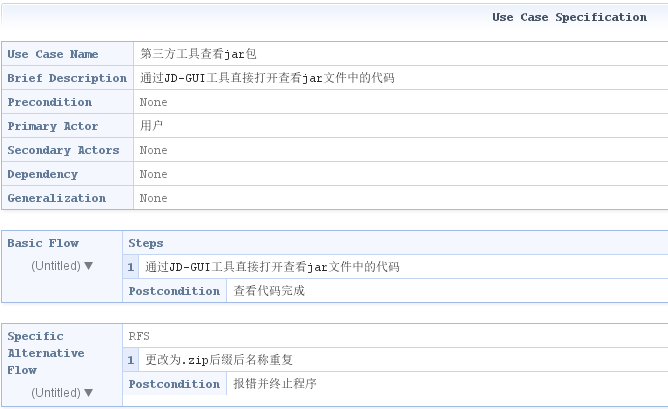 Use Case Specification
Use Case Name 第三方工具查看jar包
Brief Description 通过JD-GUI工具直接打开查看jar文件中的代码
Precondition None
Primary Actor 用户
Secondary Actors None
Dependency None
Generalization None
Basic Flow Steps
(Untitled) ▼
1 通过JD-GUI工具直接打开查看jar文件中的代码
Postcondition 查看代码完成
Specific
Alternative
Flow
(Untitled) ▼
RFS
1 更改为.zip后缀后名称重复
Postcondition 报错并终止程序